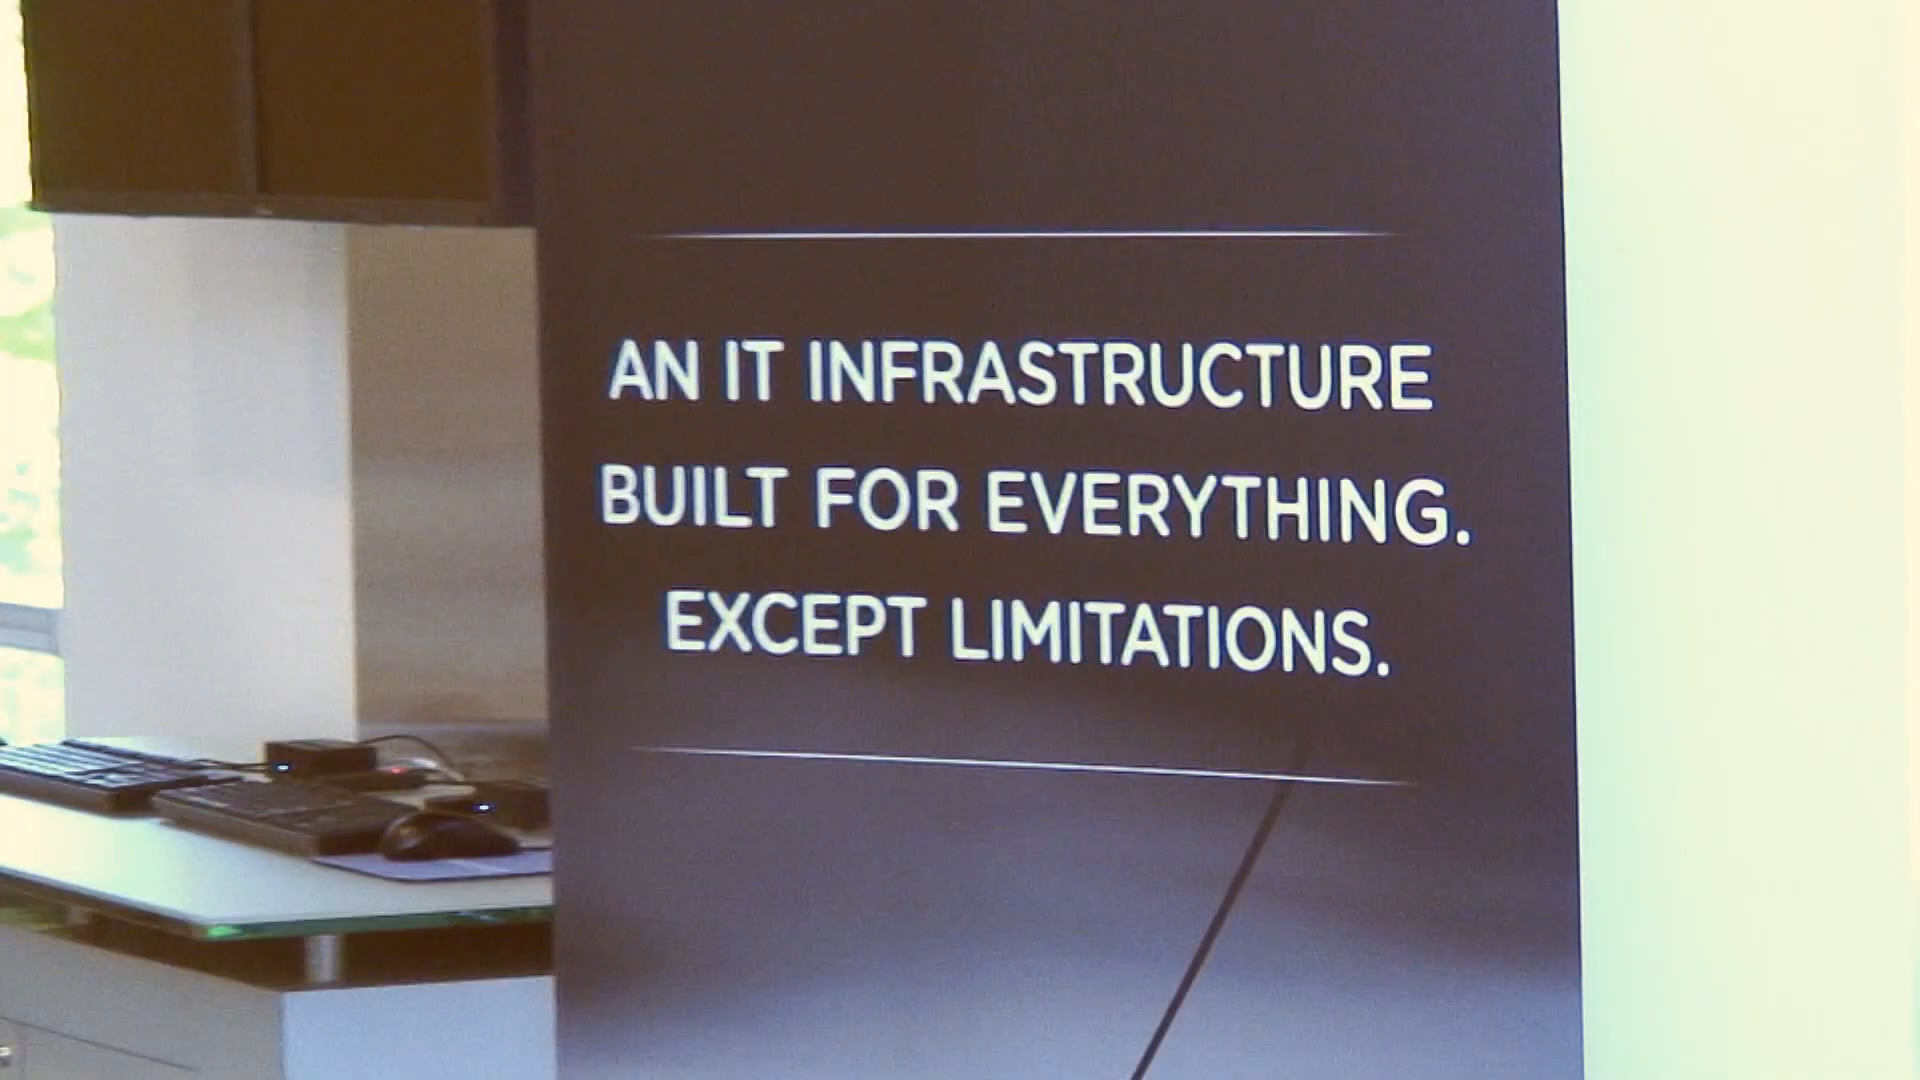 AN IT INFRASTRUCTURE
BUILT FOR EVERYTHING.
EXCEPT LIMITATIONS.